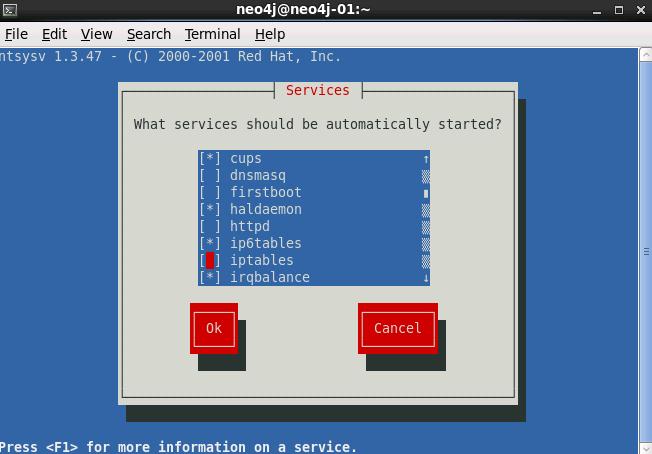 neo4j@neo4j-01:~
File Edit View Search Terminal Help
ntsysv 1.3.47 - (C) 2000-2001 Red Hat, Inc.
Services
What services should be automatically started?
[*] cups
[ ] dnsmasq
[ ] firstboot
[*] haldaemon
[ ] httpd
[*] ip6tables
[ ] iptables
[*] irqbalance
Ok Cancel
Press <F1> for more information on a service.